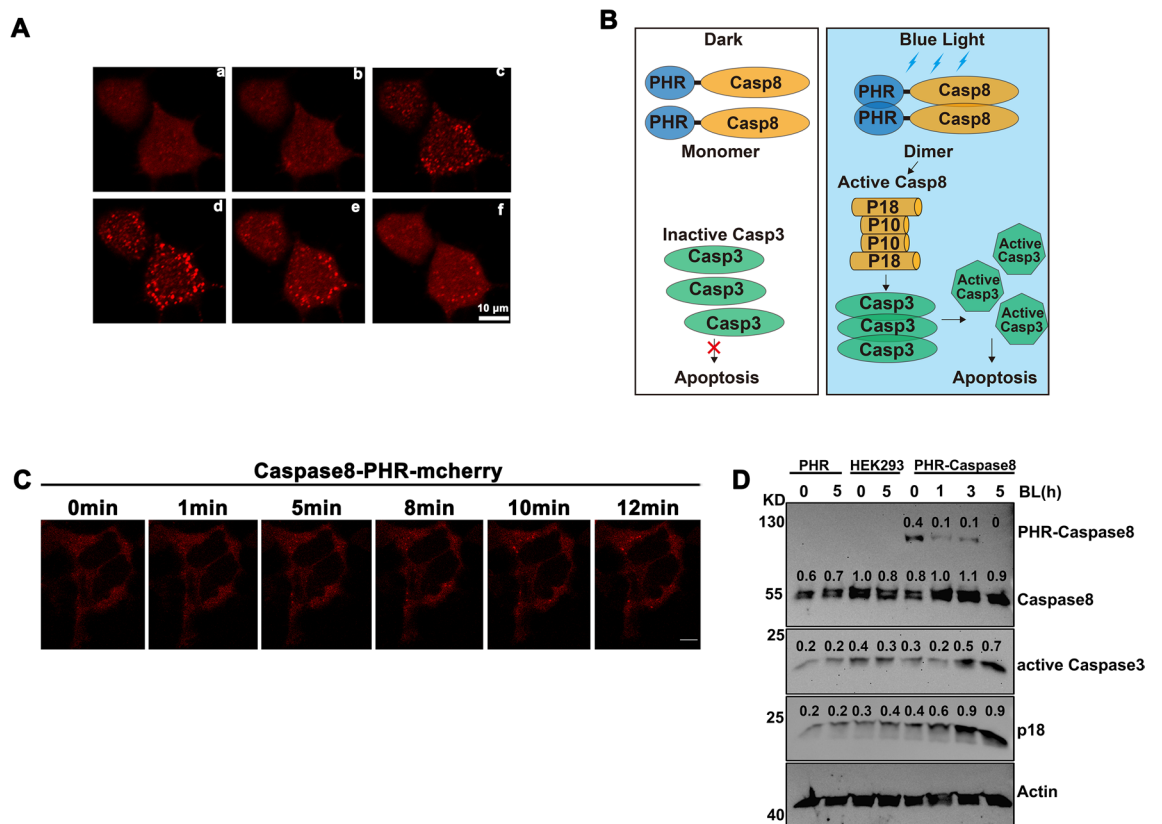 A
a
b
c
d
e
f
10 µm
B
Dark
PHR
Casp8
PHR
Casp8
Monomer
Inactive Casp3
Casp3
Casp3
Casp3
Apoptosis
Blue Light
PHR
Casp8
PHR
Casp8
Dimer
Active Casp8
P18
P10
P10
P18
Casp3
Casp3
Casp3
Active
Casp3
Active
Casp3
Active
Casp3
Apoptosis
C
Caspase8-PHR-mcherry
0min 1min 5min 8min 10min 12min
D
PHR HEK293 PHR-Caspase8
0 5 0 5 0 1 3 5 BL(h)
KD
130
0.4 0.1 0.1 0 PHR-Caspase8
0.6 0.7 1.0 0.8 0.8 1.0 1.1 0.9
55 Caspase8
25
0.2 0.2 0.4 0.3 0.3 0.2 0.5 0.7 active Caspase3
25
0.2 0.2 0.3 0.4 0.4 0.6 0.9 0.9 p18
Actin
40